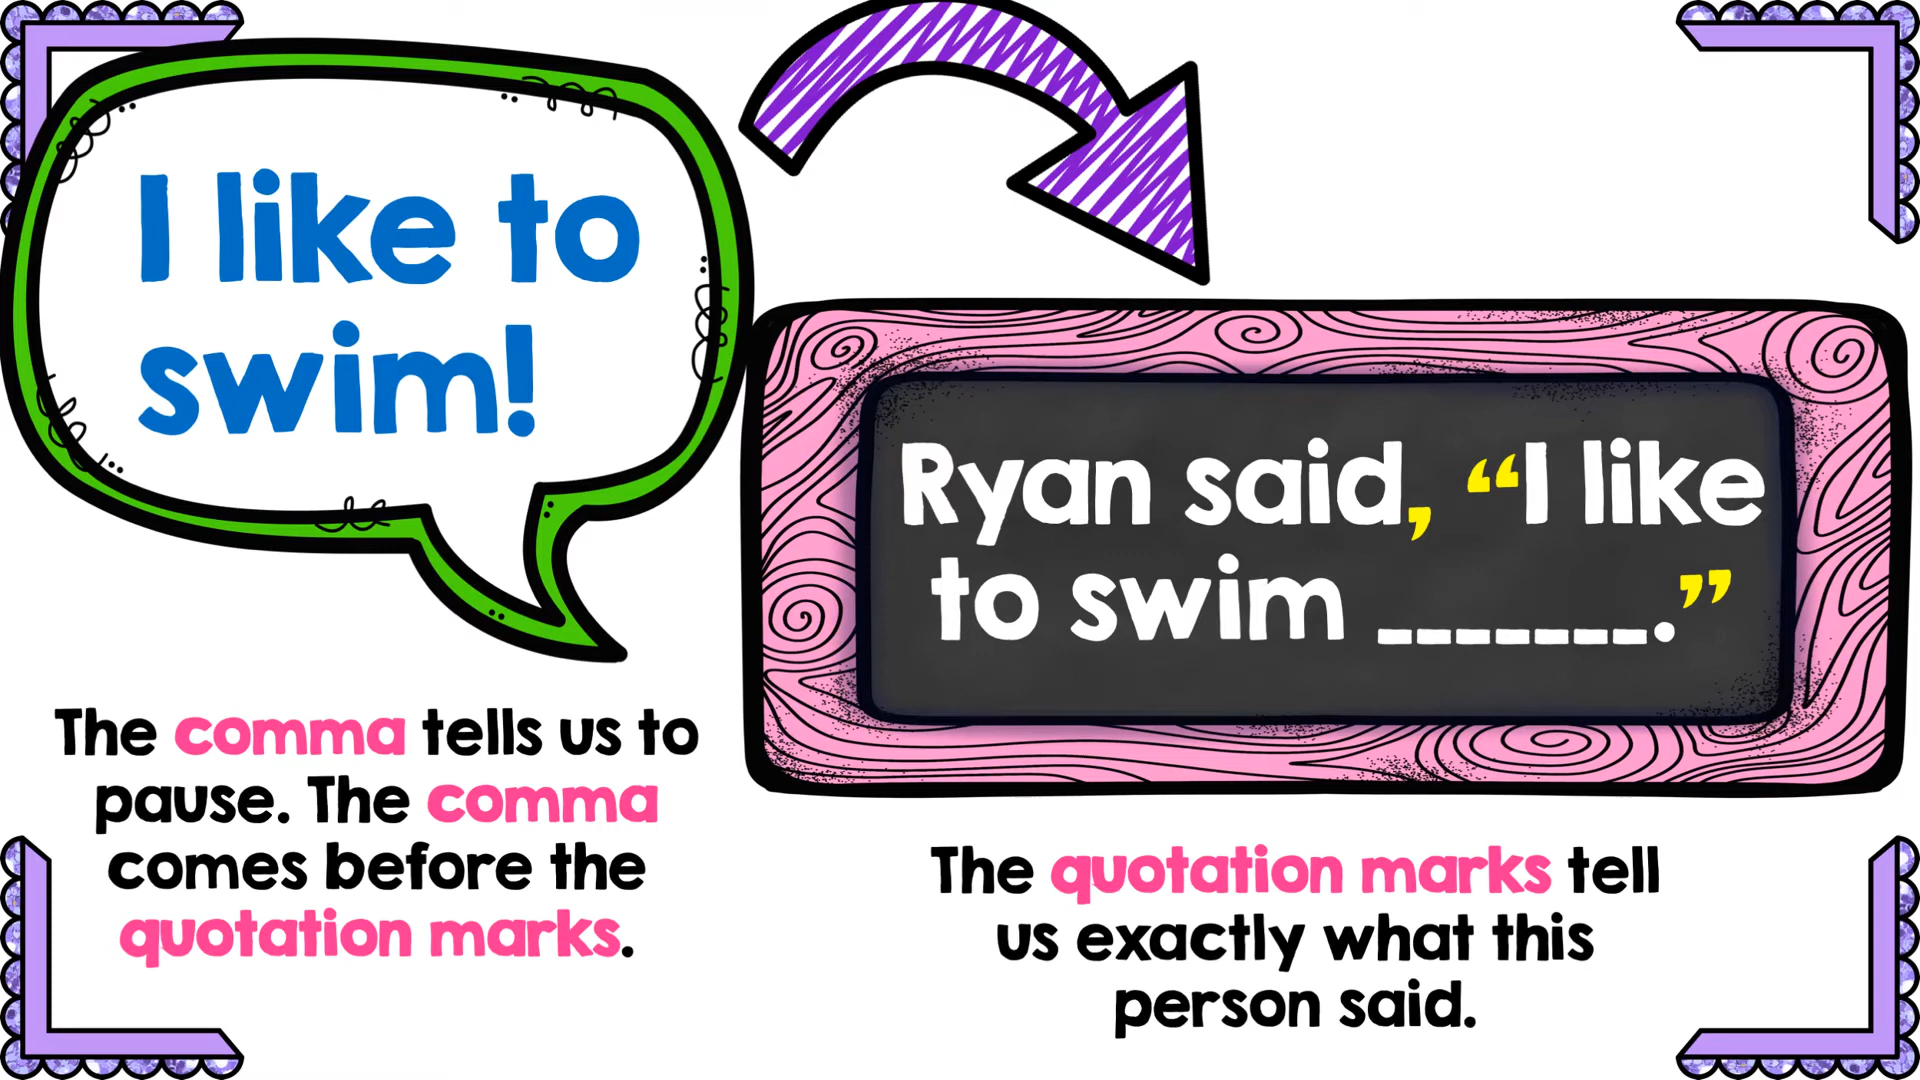 I like to
swim!
Ryan said, “I like
to swim _______.”
The comma tells us to
pause. The comma
comes before the
quotation marks.
The quotation marks tell
us exactly what this
person said.